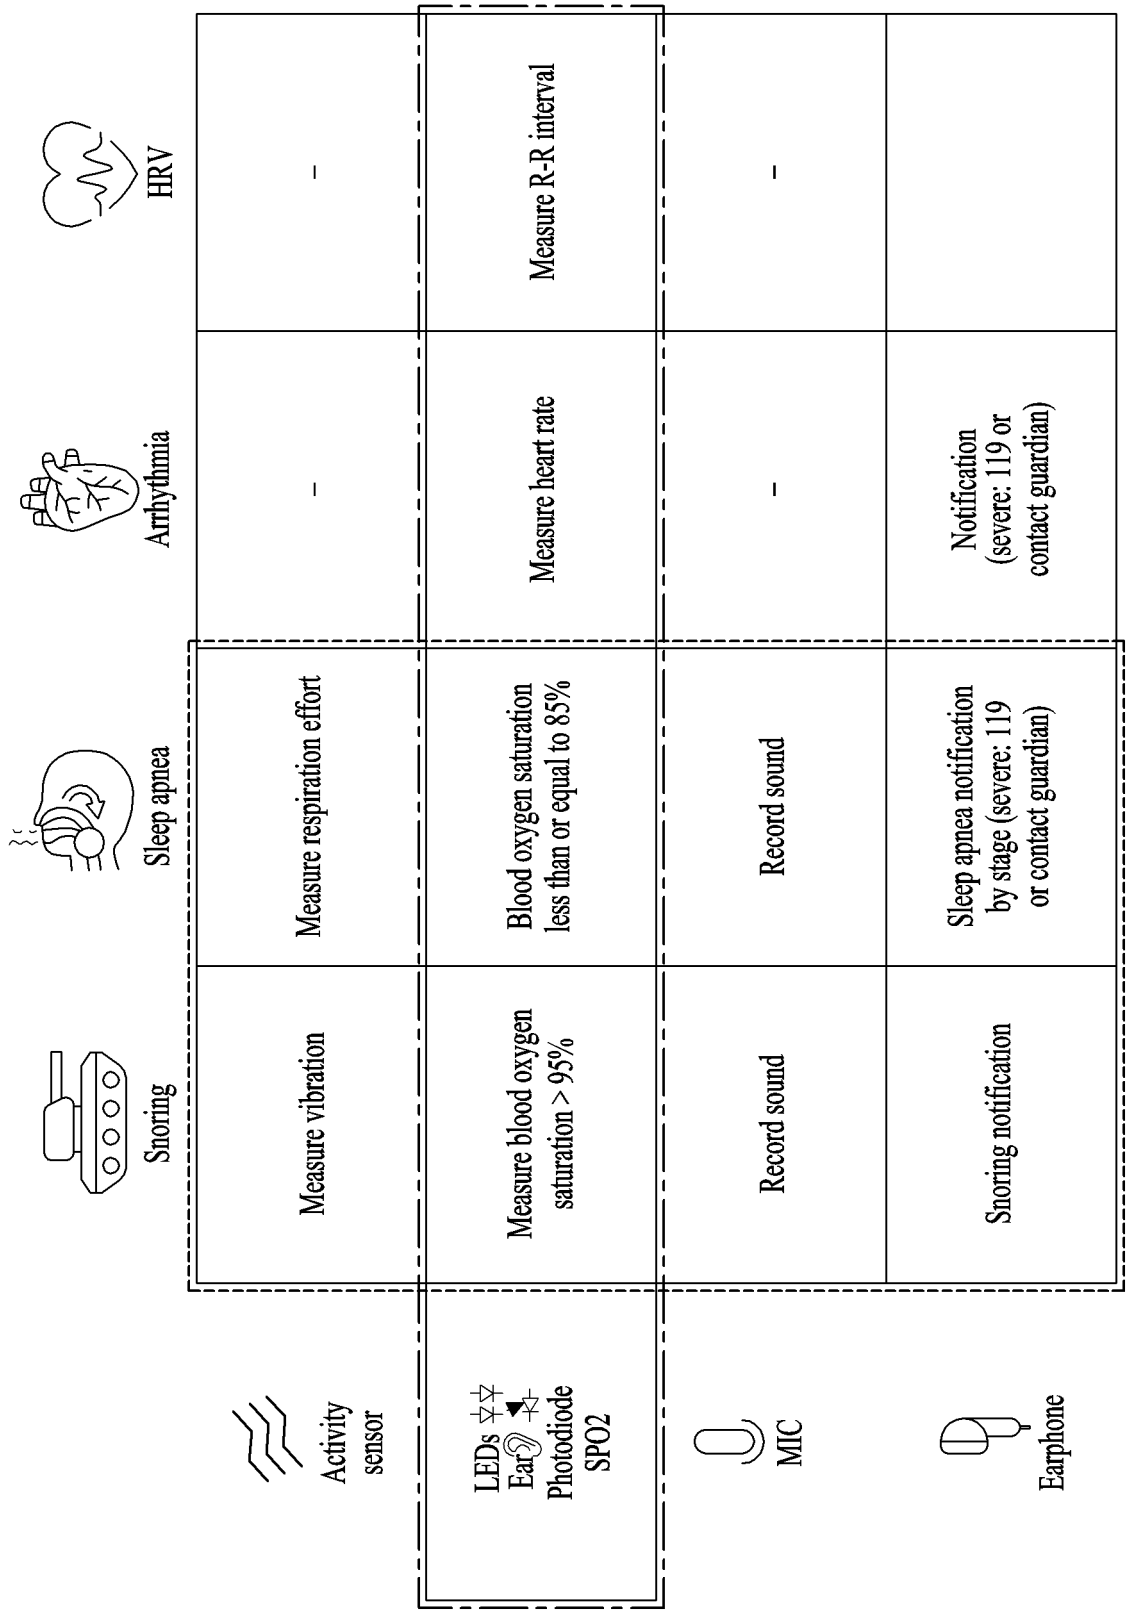 Snoring
Sleep apnea
Arrhythmia
HRV
Activity
sensor
Measure vibration
Measure respiration effort
-
-
LEDs
Ear
Photodiode
SPO2
Measure blood oxygen
saturation > 95%
Blood oxygen saturation
less than or equal to 85%
Measure heart rate
Measure R-R interval
MIC
Record sound
Record sound
-
-
Earphone
Snoring notification
Sleep apnea notification
by stage (severe: 119
or contact guardian)
Notification
(severe: 119 or
contact guardian)